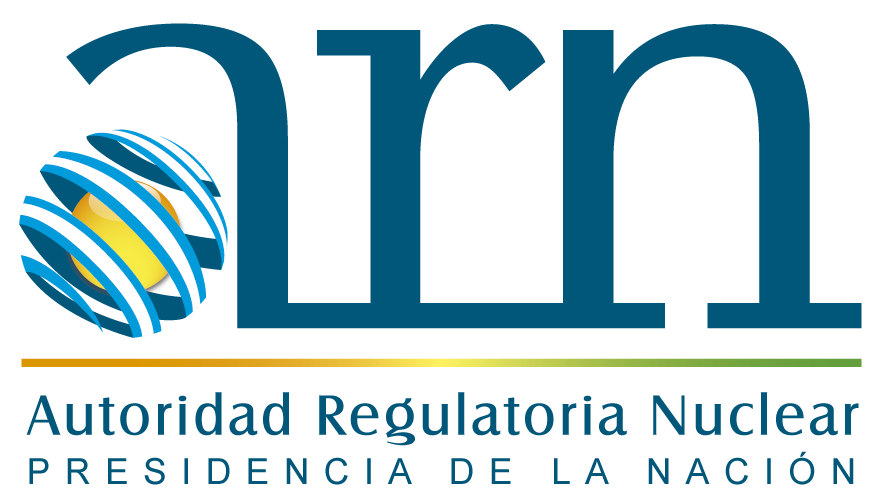 arn
Autoridad Regulatoria Nuclear
PRESIDENCIA DE LA NACIÓN